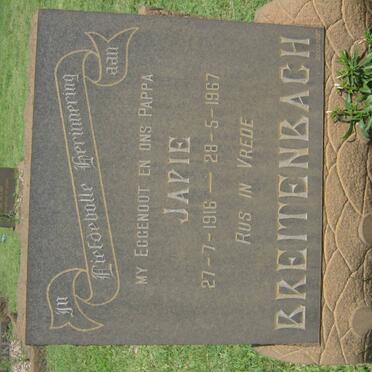 In
Liefdevolle Herinnering
aan
MY EGGENOOT EN ONS PAPPA
JAPIE
27-7-1916 — 28-5-1967
RUS IN VREDE
BREITENBACH